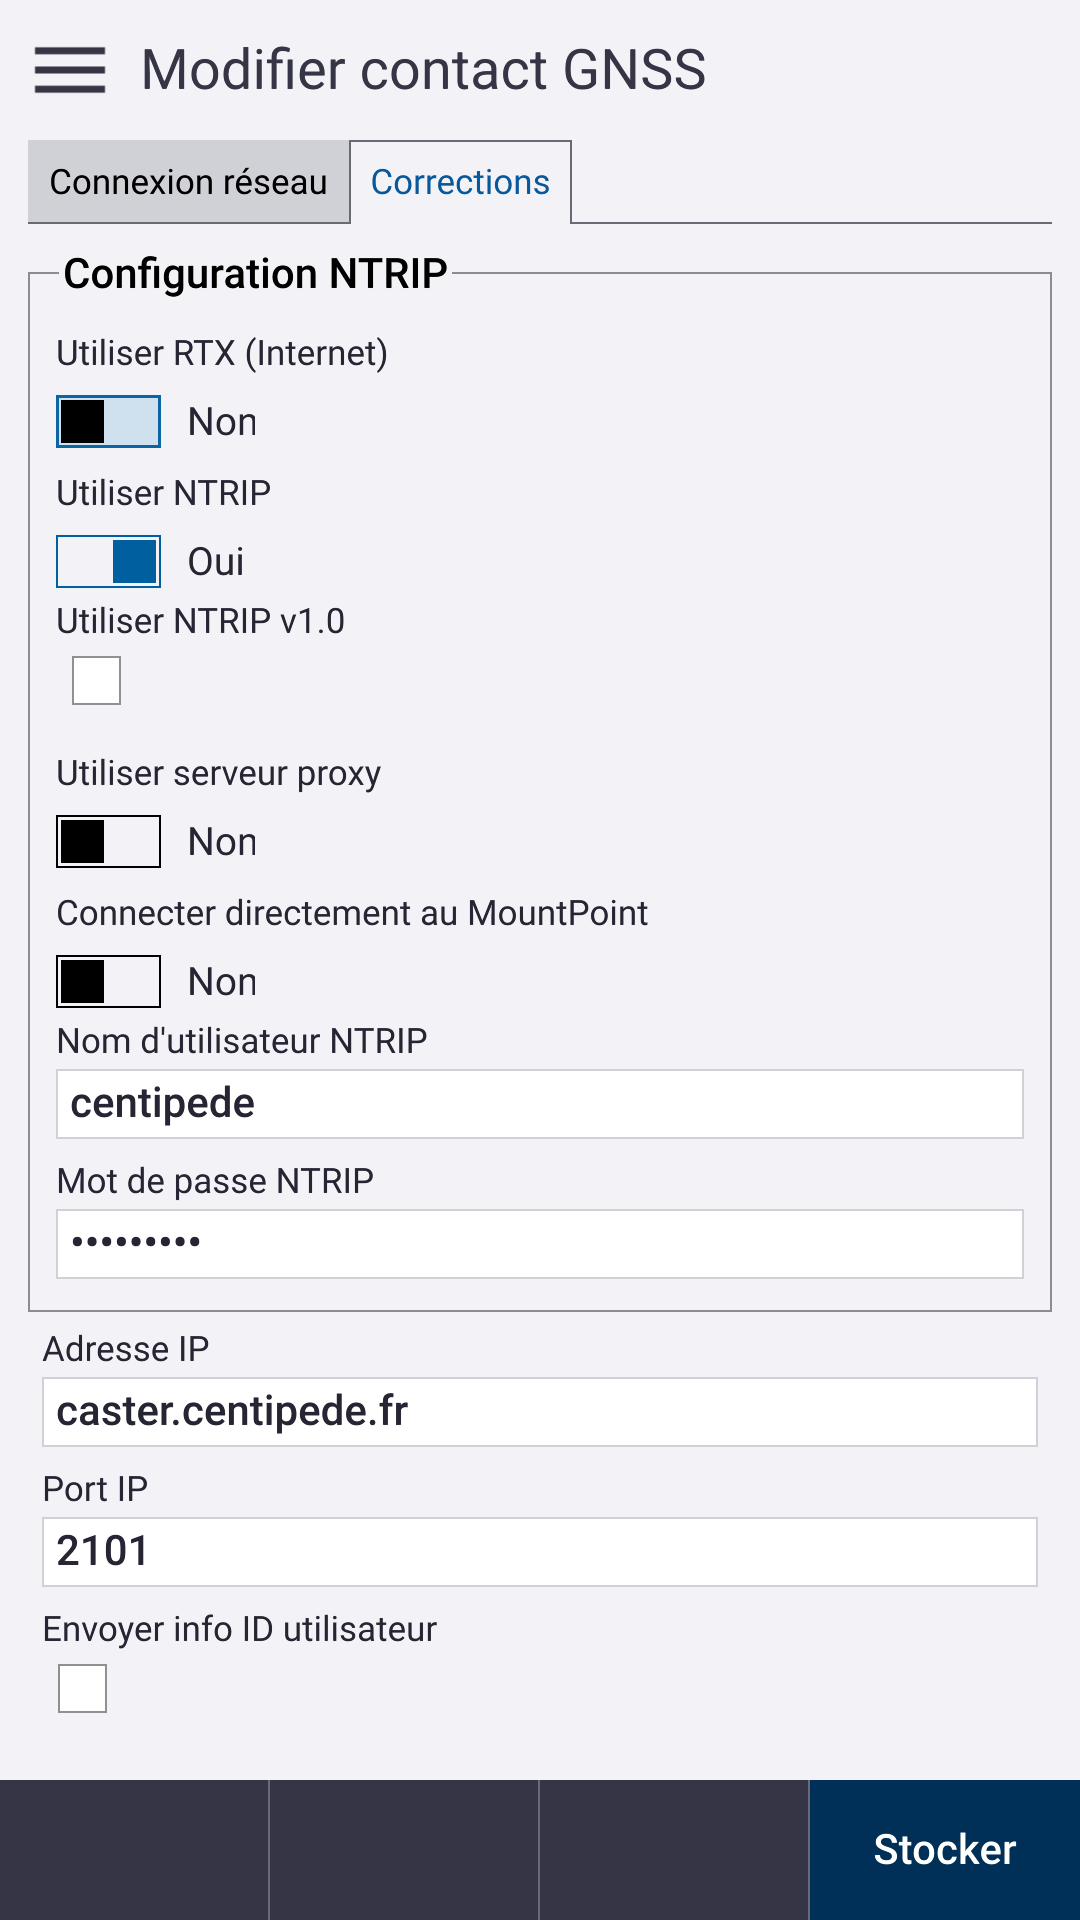 Modifier contact GNSS
Connexion réseau
Corrections
Configuration NTRIP
Utiliser RTX (Internet)
Non
Utiliser NTRIP
Oui
Utiliser NTRIP v1.0
Utiliser serveur proxy
Non
Connecter directement au MountPoint
Non
Nom d'utilisateur NTRIP
centipede
Mot de passe NTRIP
•••••••••
Adresse IP
caster.centipede.fr
Port IP
2101
Envoyer info ID utilisateur
Stocker